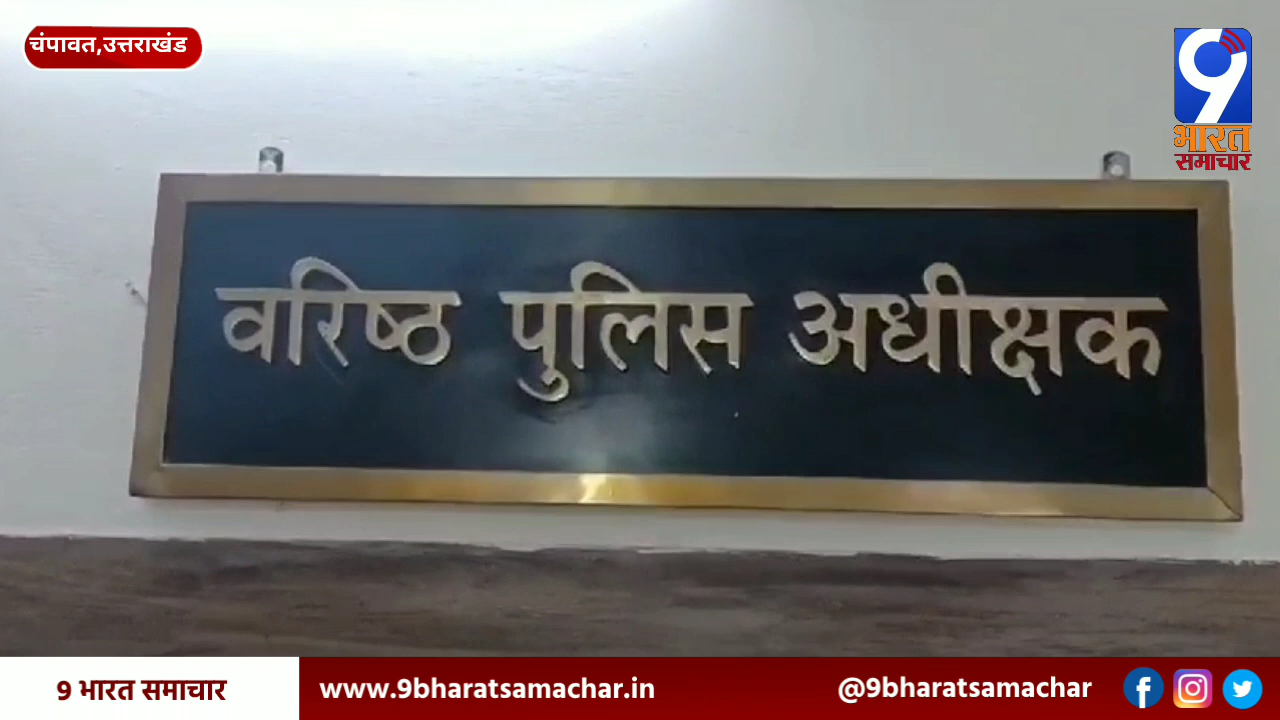 चंपावत,उत्तराखंड
9
भारत
समाचार
वरिष्ठ पुलिस अधीक्षक
9 भारत समाचार
www.9bharatsamachar.in
@9bharatsamachar